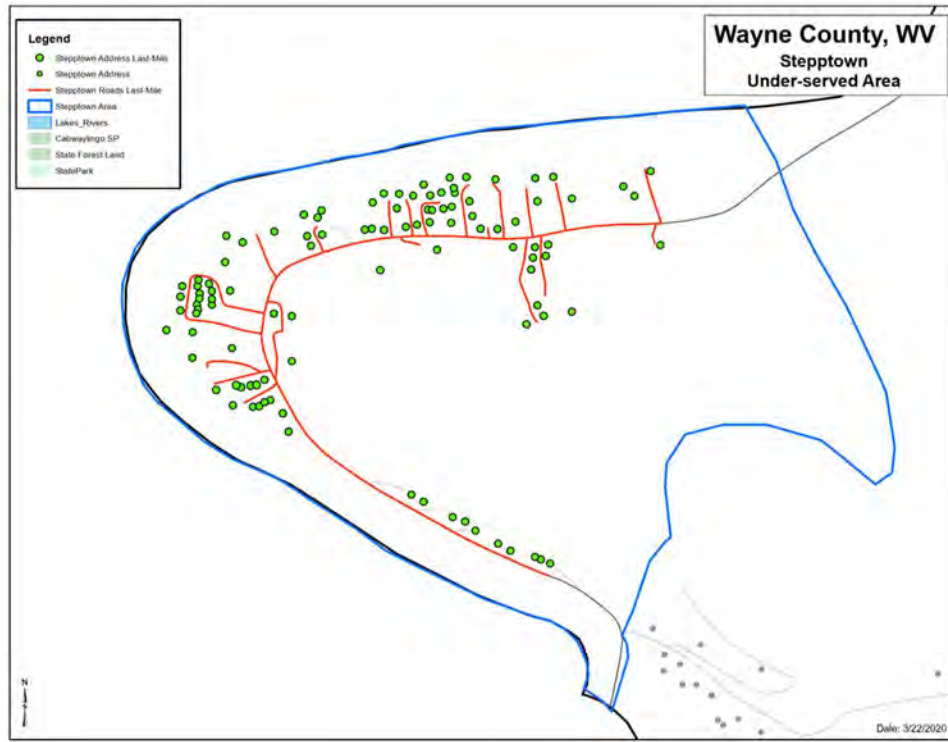 Wayne County, WV
Stepptown
Under-served Area
Legend
Stepptown Address Last-Mile
Stepptown Address
Stepptown Roads Last-Mile
Stepptown Area
Lakes_Rivers
Cabwaylingo SP
State Forest Land
StatePark
N
Date: 3/22/2020